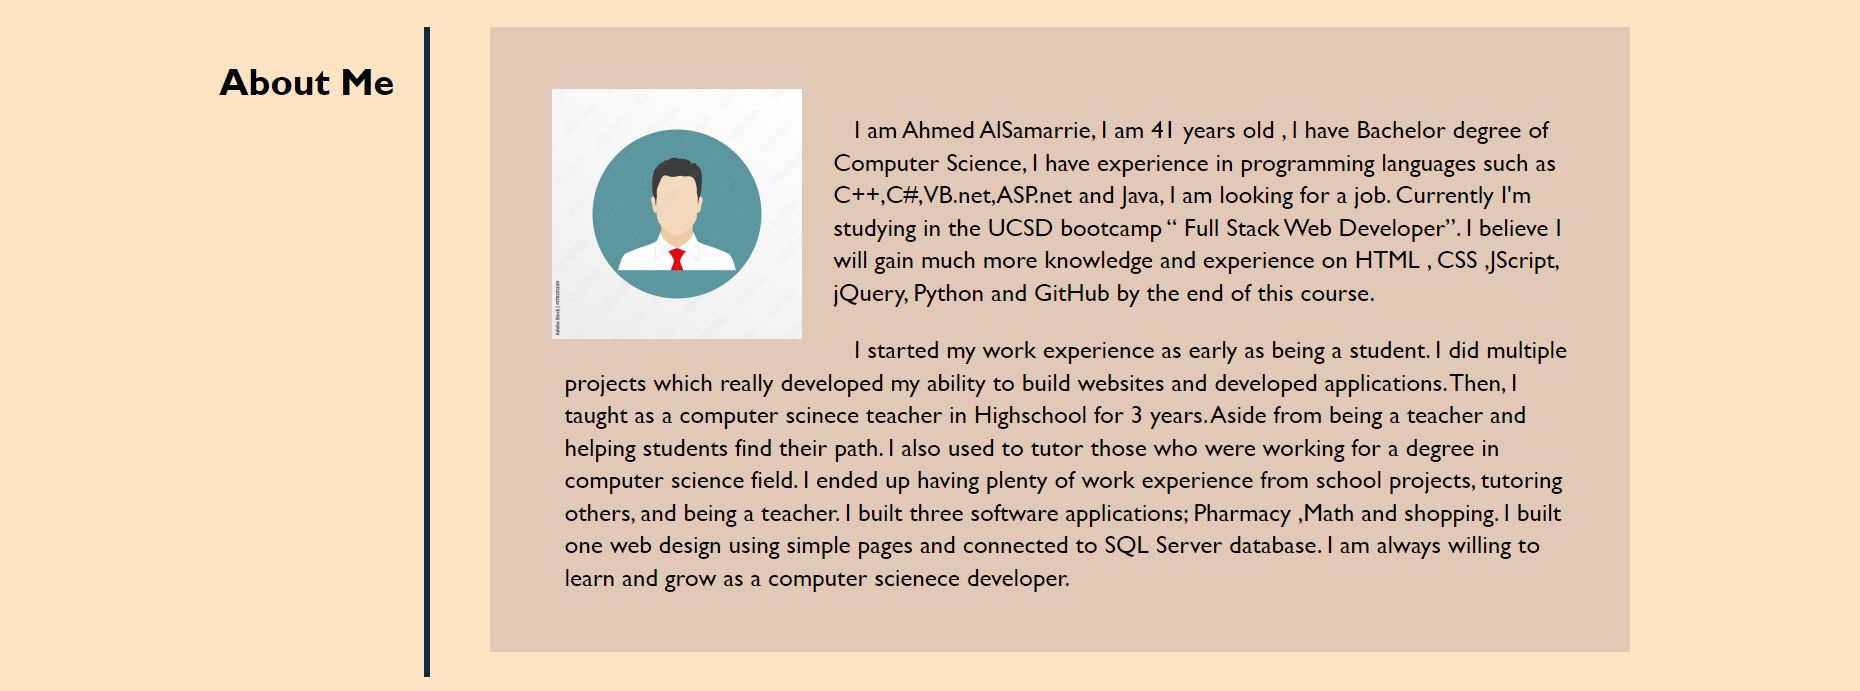 About Me
I am Ahmed AlSamarrie, I am 41 years old , I have Bachelor degree of
Computer Science, I have experience in programming languages such as
C++,C#,VB.net,ASP.net and Java, I am looking for a job. Currently I'm
studying in the UCSD bootcamp “ Full Stack Web Developer”. I believe I
will gain much more knowledge and experience on HTML , CSS ,JScript,
jQuery, Python and GitHub by the end of this course.
I started my work experience as early as being a student. I did multiple
projects which really developed my ability to build websites and developed applications. Then, I
taught as a computer scinece teacher in Highschool for 3 years. Aside from being a teacher and
helping students find their path. I also used to tutor those who were working for a degree in
computer science field. I ended up having plenty of work experience from school projects, tutoring
others, and being a teacher. I built three software applications; Pharmacy ,Math and shopping. I built
one web design using simple pages and connected to SQL Server database. I am always willing to
learn and grow as a computer scienece developer.